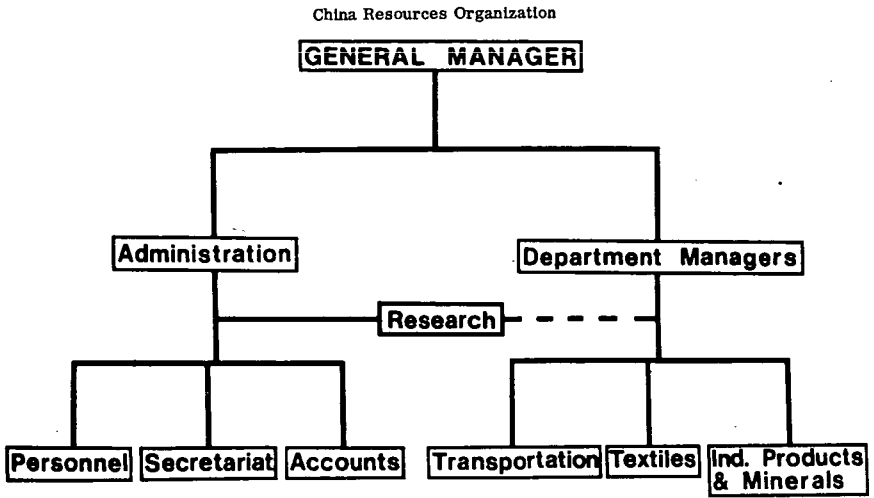 China Resources Organization
GENERAL MANAGER
Administration
Department Managers
Research
Personnel
Secretariat
Accounts
Transportation
Textiles
Ind. Products
& Minerals